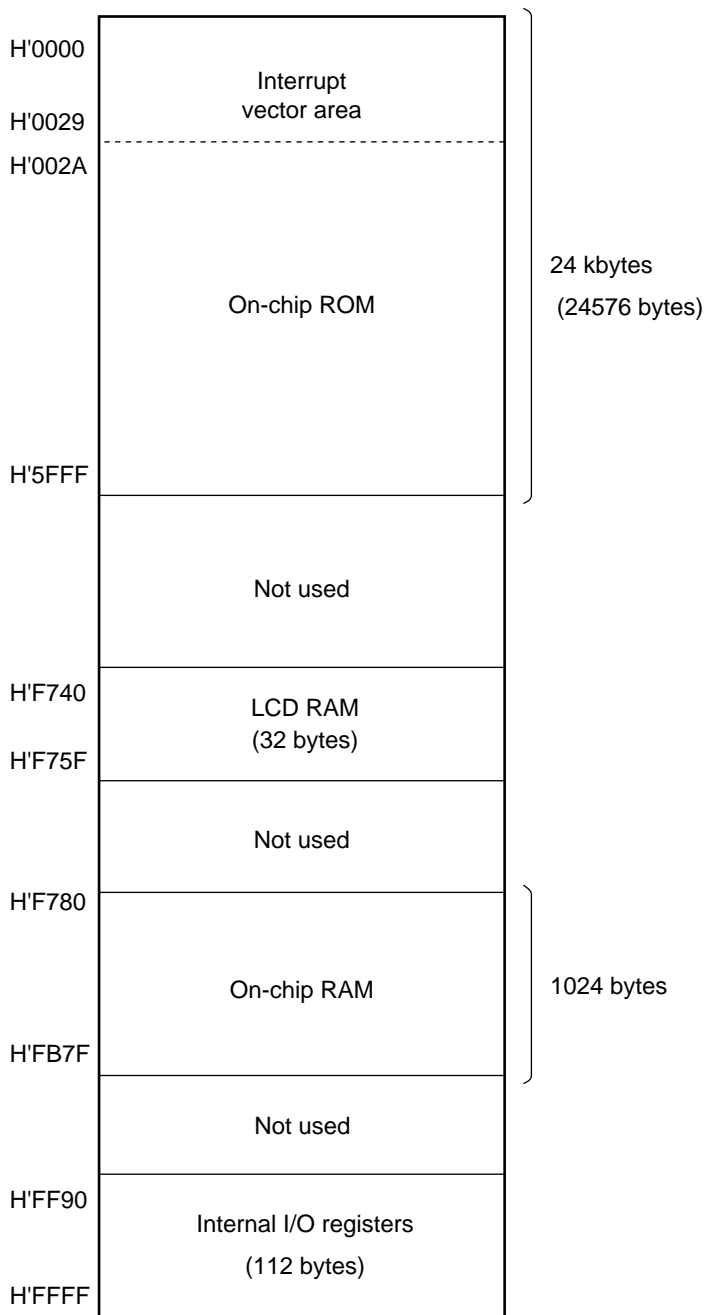 H'0000
Interrupt
vector area
H'0029
H'002A
24 kbytes
On-chip ROM
(24576 bytes)
H'5FFF
Not used
H'F740
LCD RAM
(32 bytes)
H'F75F
Not used
H'F780
On-chip RAM
1024 bytes
H'FB7F
Not used
H'FF90
Internal I/O registers
(112 bytes)
H'FFFF